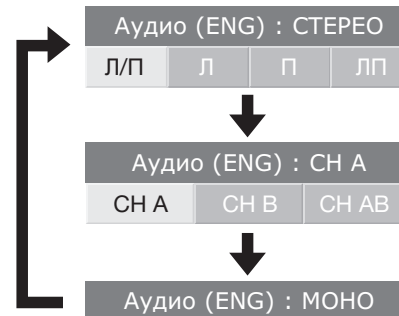 Аудио (ENG) : СТЕРЕО
Л/П Л П ЛП
Аудио (ENG) : CH A
CH A CH B CH AB
Аудио (ENG) : МОНО